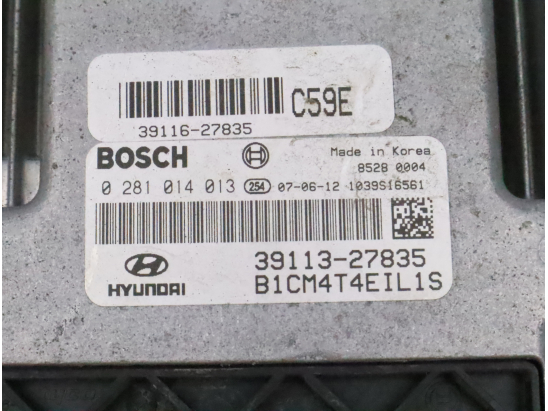 C59E
39116-27835
BOSCH
Made in Korea
8528 0004
0 281 014 013 254 07-06-12 1039S16561
39113-27835
HYUNDAI
B1CM4T4EIL1S